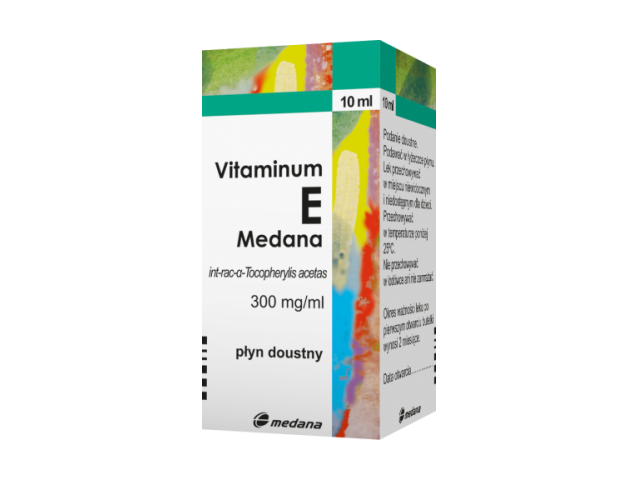 10 ml
Vitaminum
E
Medana
int-rac-α-Tocopherylis acetas
300 mg/ml
płyn doustny
medana
10 ml
Podanie doustne.
Podawać w łyżeczce płynu.
Lek przechowywać
w miejscu niewidocznym
i niedostępnym dla dzieci.
Przechowywać
w temperaturze poniżej
25°C.
Nie przechowywać
w lodówce ani nie zamrażać.
Okres ważności leku po
pierwszym otwarciu butelki
wynosi 2 miesiące.
Data otwarcia..............